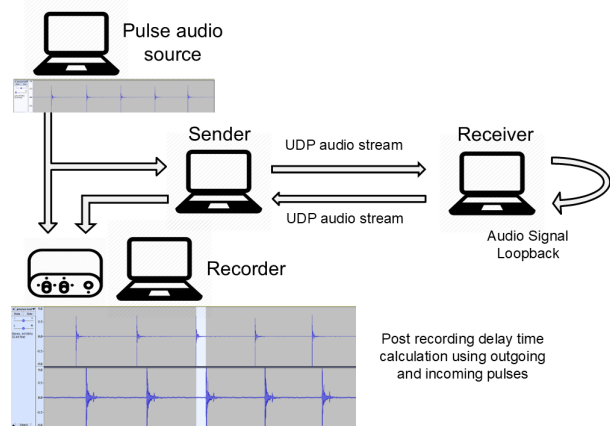 Pulse audio
source
Sender
Receiver
UDP audio stream
UDP audio stream
Audio Signal
Loopback
Recorder
Post recording delay time
calculation using outgoing
and incoming pulses